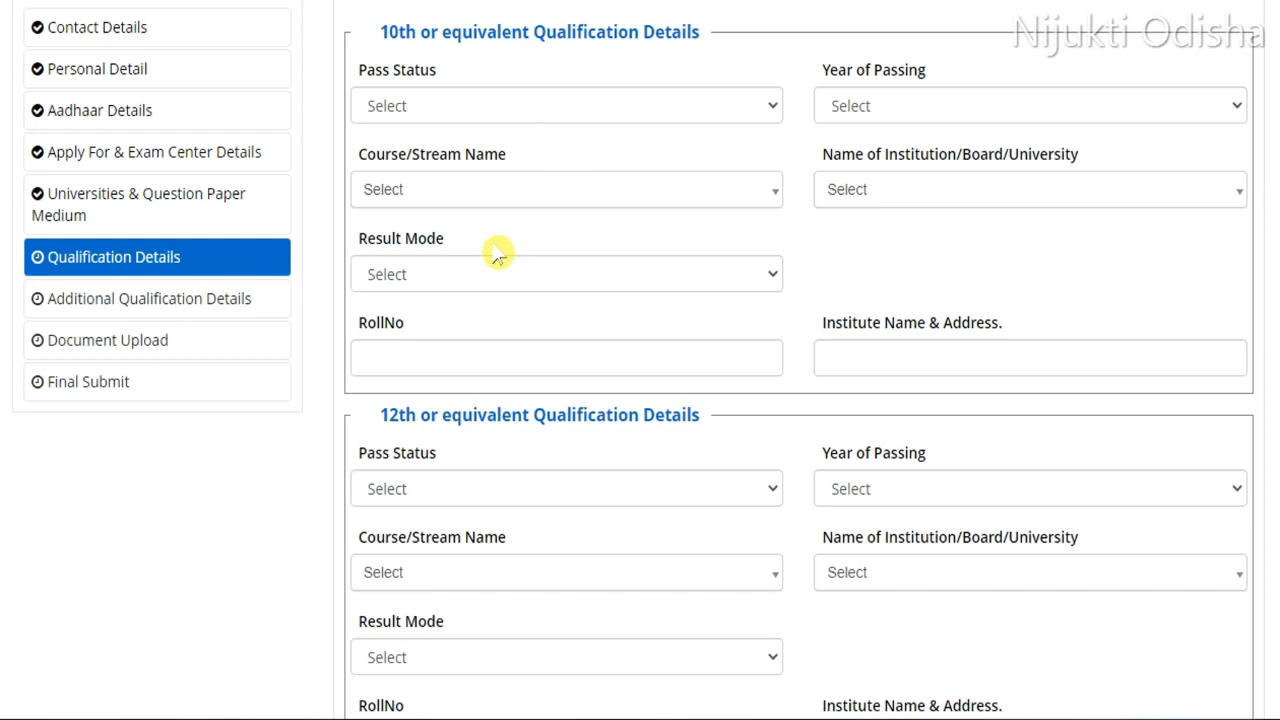 Contact Details
Personal Detail
Aadhaar Details
Apply For & Exam Center Details
Universities & Question Paper
Medium
Qualification Details
Additional Qualification Details
Document Upload
Final Submit
Nijukti Odisha
10th or equivalent Qualification Details
Pass Status Year of Passing
Select Select
Course/Stream Name Name of Institution/Board/University
Select Select
Result Mode
Select
RollNo Institute Name & Address.
12th or equivalent Qualification Details
Pass Status Year of Passing
Select Select
Course/Stream Name Name of Institution/Board/University
Select Select
Result Mode
Select
RollNo Institute Name & Address.